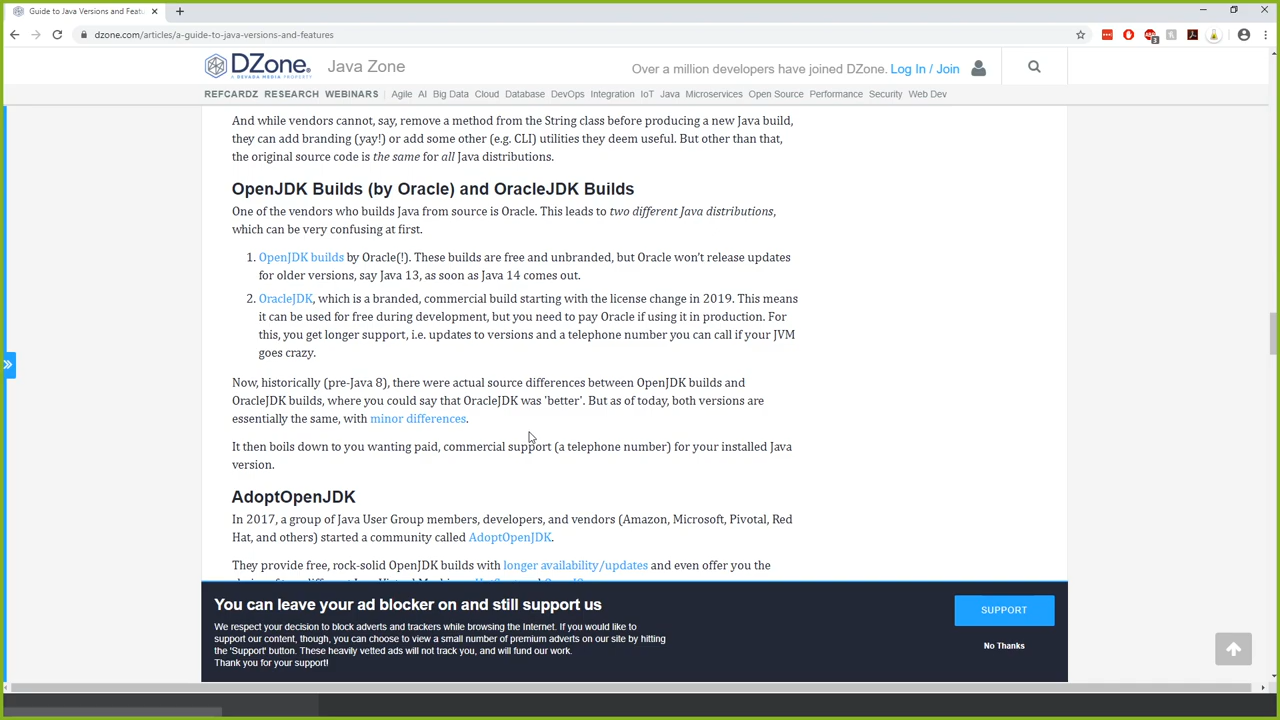 Guide to Java Versions and Featu
dzone.com/articles/a-guide-to-java-versions-and-features
DZone. Java Zone
A DEVADA MEDIA PROPERTY
Over a million developers have joined DZone. Log In / Join
REFCARDZ RESEARCH WEBINARS | Agile AI Big Data Cloud Database DevOps Integration IoT Java Microservices Open Source Performance Security Web Dev
And while vendors cannot, say, remove a method from the String class before producing a new Java build,
they can add branding (yay!) or add some other (e.g. CLI) utilities they deem useful. But other than that,
the original source code is the same for all Java distributions.
OpenJDK Builds (by Oracle) and OracleJDK Builds
One of the vendors who builds Java from source is Oracle. This leads to two different Java distributions,
which can be very confusing at first.
1. OpenJDK builds by Oracle(!). These builds are free and unbranded, but Oracle won't release updates
for older versions, say Java 13, as soon as Java 14 comes out.
2. OracleJDK, which is a branded, commercial build starting with the license change in 2019. This means
it can be used for free during development, but you need to pay Oracle if using it in production. For
this, you get longer support, i.e. updates to versions and a telephone number you can call if your JVM
goes crazy.
Now, historically (pre-Java 8), there were actual source differences between OpenJDK builds and
OracleJDK builds, where you could say that OracleJDK was 'better'. But as of today, both versions are
essentially the same, with minor differences.
It then boils down to you wanting paid, commercial support (a telephone number) for your installed Java
version.
AdoptOpenJDK
In 2017, a group of Java User Group members, developers, and vendors (Amazon, Microsoft, Pivotal, Red
Hat, and others) started a community called AdoptOpenJDK.
They provide free, rock-solid OpenJDK builds with longer availability/updates and even offer you the
You can leave your ad blocker on and still support us
We respect your decision to block adverts and trackers while browsing the Internet. If you would like to
support our content, though, you can choose to view a small number of premium adverts on our site by hitting
the 'Support' button. These heavily vetted ads will not track you, and will fund our work.
Thank you for your support!
SUPPORT
No Thanks